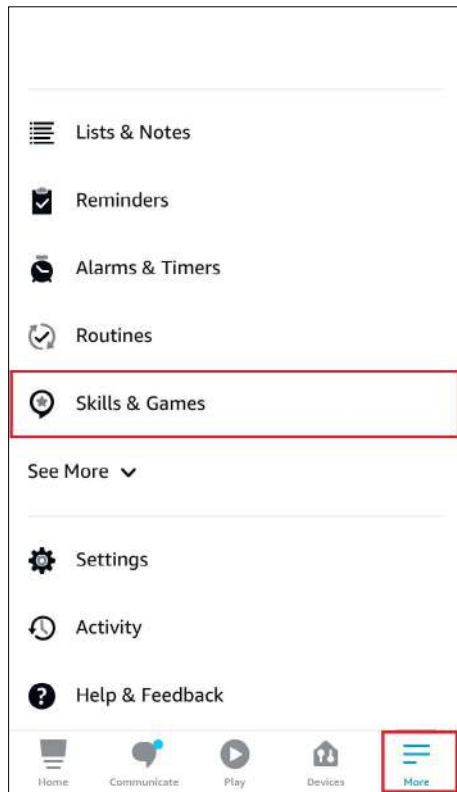 Lists & Notes
Reminders
Alarms & Timers
Routines
Skills & Games
See More
Settings
Activity
Help & Feedback
Home Communicate Play Devices More